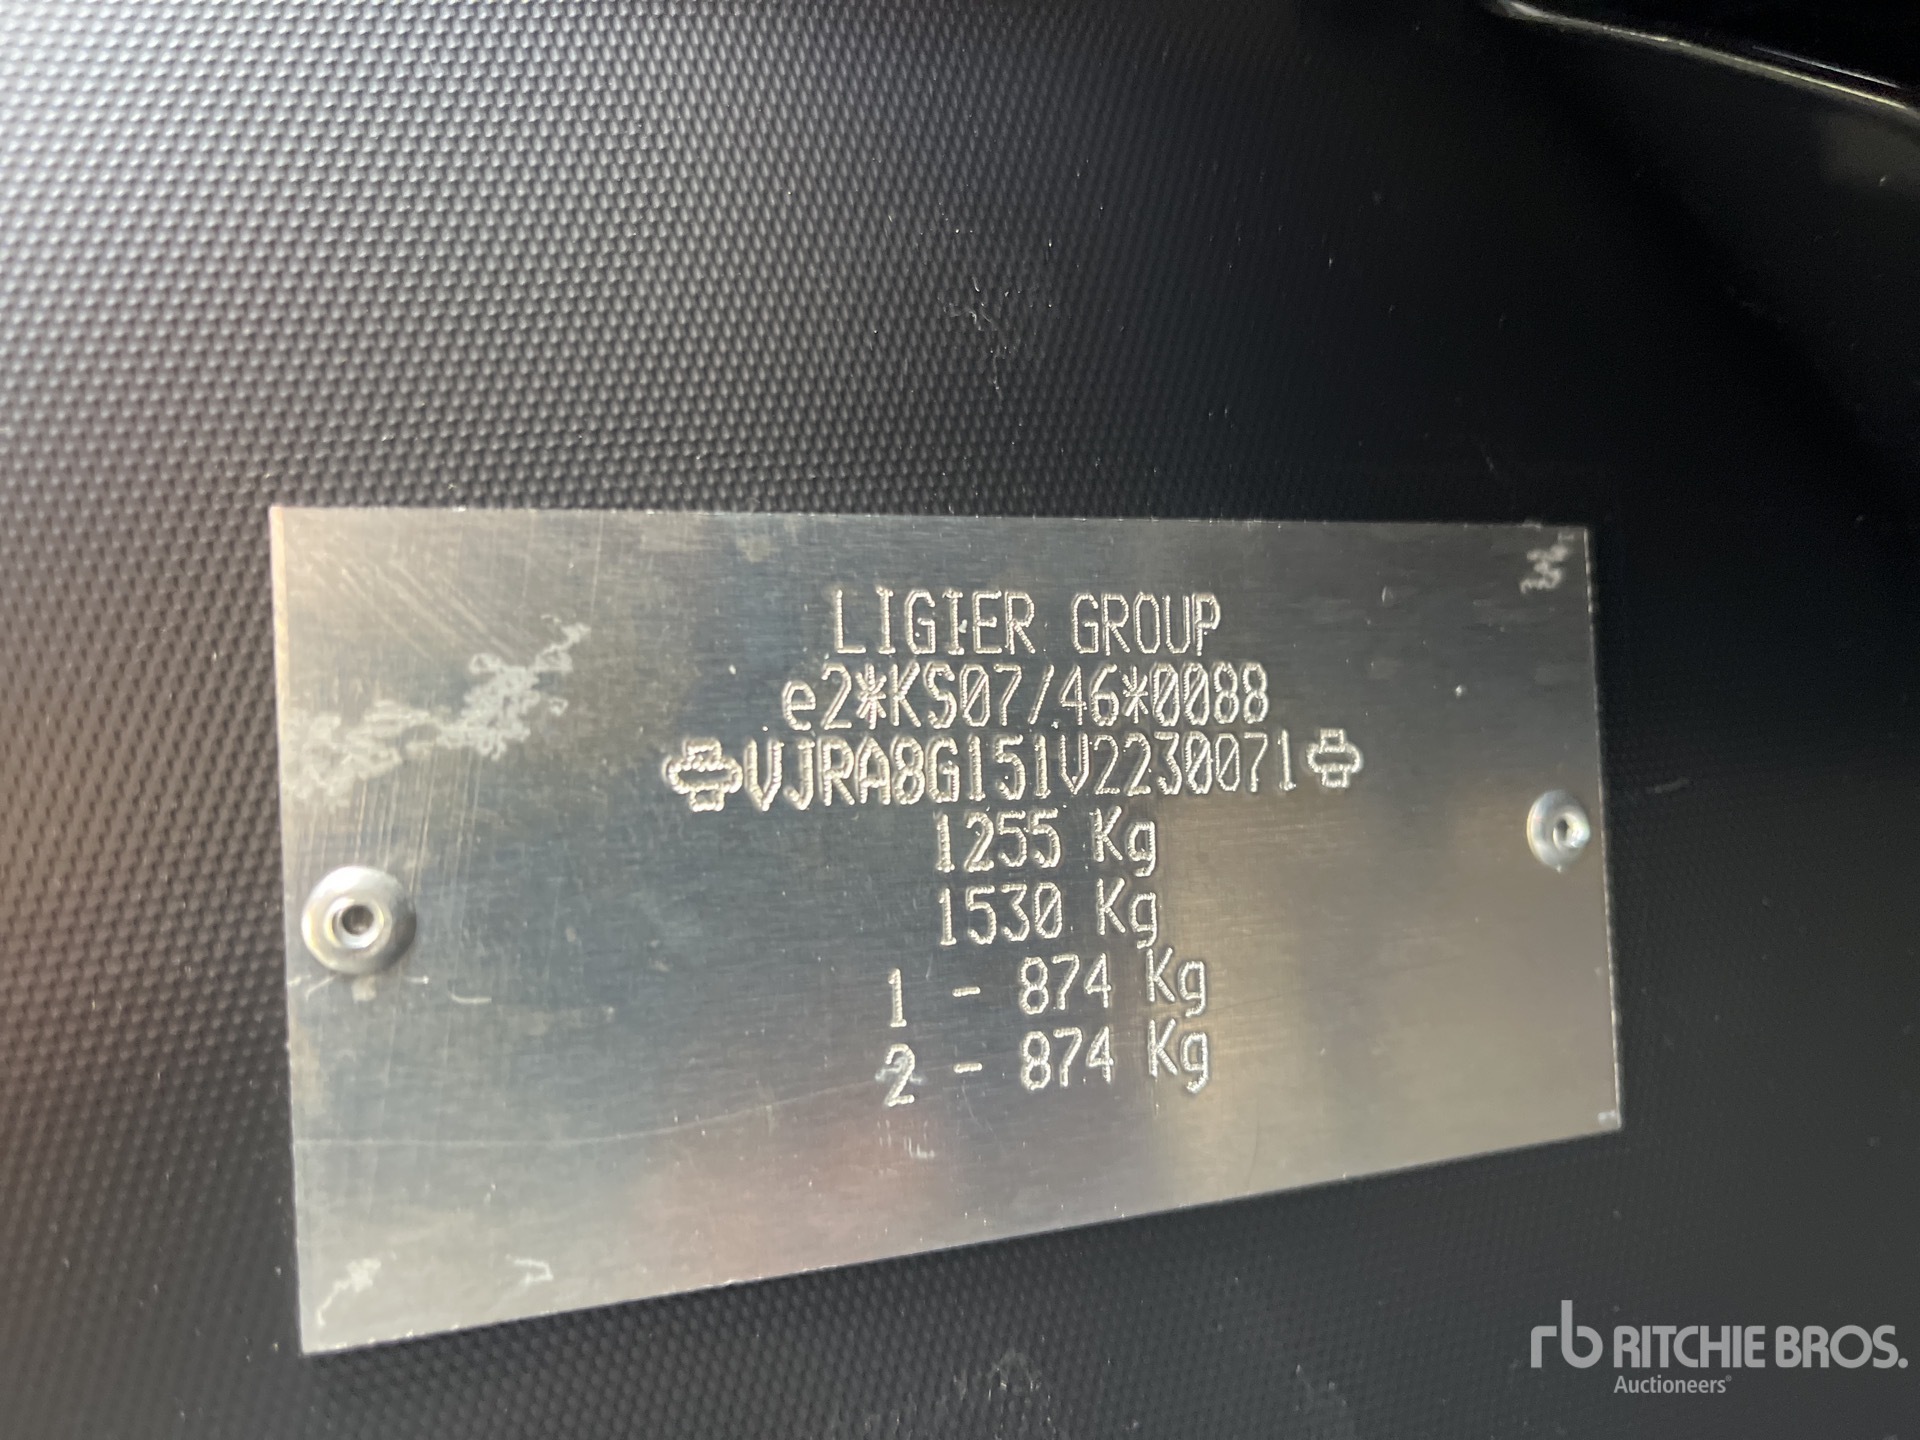 LIGIER GROUP
e2*KS07/46*0088
VJRA8G151V2230071
1255 Kg
1530 Kg
1 - 874 Kg
2 - 874 Kg
rb RITCHIE BROS.
Auctioneers®